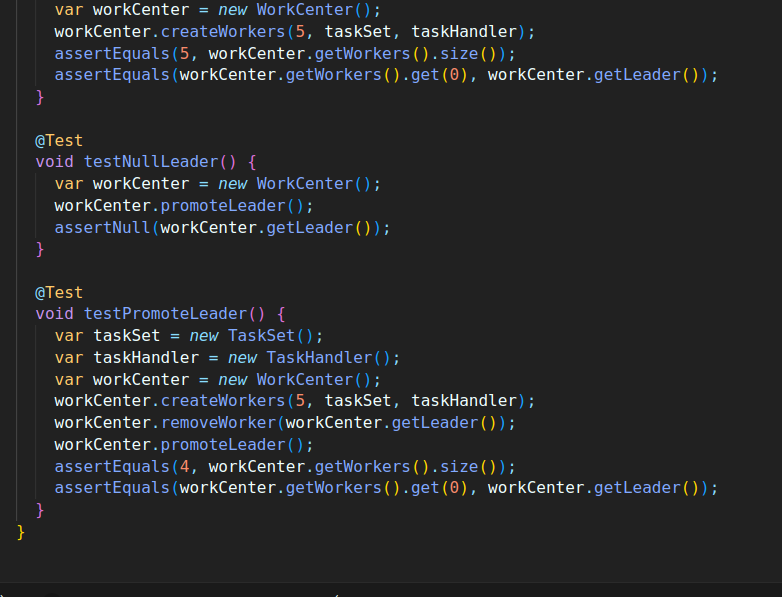 var workCenter = new WorkCenter();
workCenter.createWorkers(5, taskSet, taskHandler);
assertEquals(5, workCenter.getWorkers().size());
assertEquals(workCenter.getWorkers().get(0), workCenter.getLeader());
}
@Test
void testNullLeader() {
var workCenter = new WorkCenter();
workCenter.promoteLeader();
assertNull(workCenter.getLeader());
}
@Test
void testPromoteLeader() {
var taskSet = new TaskSet();
var taskHandler = new TaskHandler();
var workCenter = new WorkCenter();
workCenter.createWorkers(5, taskSet, taskHandler);
workCenter.removeWorker(workCenter.getLeader());
workCenter.promoteLeader();
assertEquals(4, workCenter.getWorkers().size());
assertEquals(workCenter.getWorkers().get(0), workCenter.getLeader());
}
}